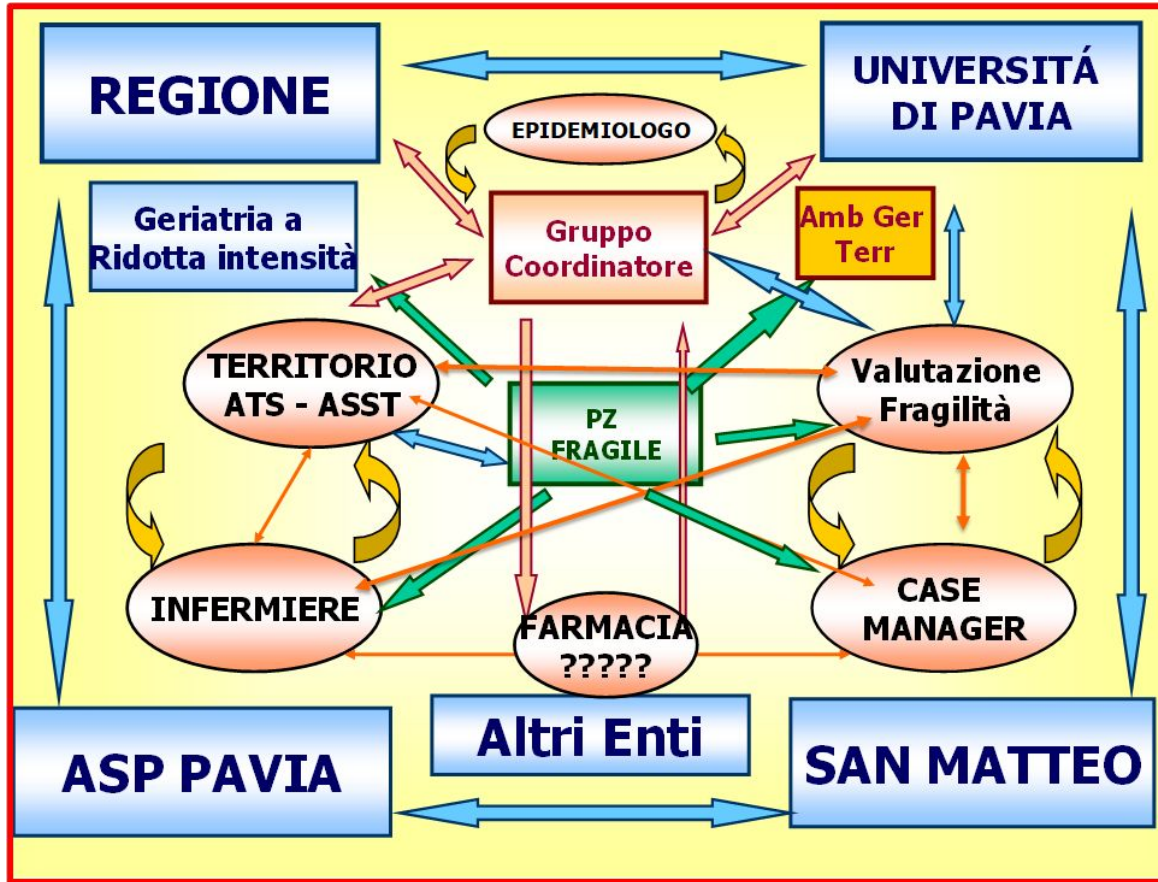 REGIONE
UNIVERSITÁ
DI PAVIA
EPIDEMIOLOGO
Geriatria a
Ridotta intensità
Gruppo
Coordinatore
Amb Ger
Terr
TERRITORIO
ATS - ASST
PZ
FRAGILE
Valutazione
Fragilità
INFERMIERE
FARMACIA
?????
CASE
MANAGER
ASP PAVIA
Altri Enti
SAN MATTEO